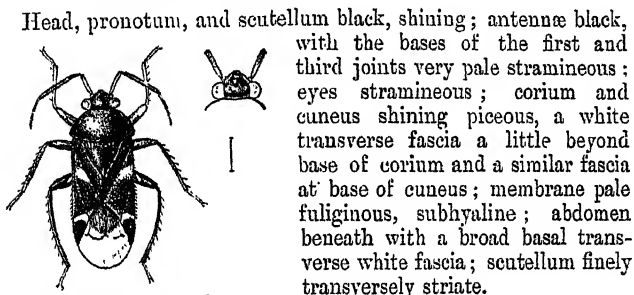 Head, pronotum, and scutellum black, shining; antennæ black,
with the bases of the first and
third joints very pale stramineous;
eyes stramineous; corium and
cuneus shining piceous, a white
transverse fascia a little beyond
base of corium and a similar fascia
at base of cuneus; membrane pale
fuliginous, subhyaline; abdomen
beneath with a broad basal trans-
verse white fascia; scutellum finely
transversely striate.